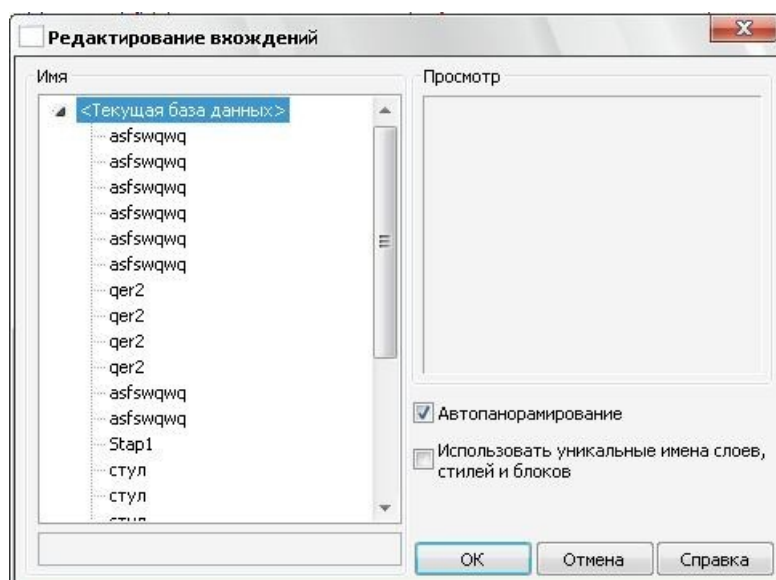 Редактирование вхождений
Имя
<Текущая база данных>
asfswqwq
asfswqwq
asfswqwq
asfswqwq
asfswqwq
asfswqwq
qer2
qer2
qer2
qer2
asfswqwq
asfswqwq
Stap1
стул
стул
Просмотр
Автопанорамирование
Использовать уникальные имена слоев,
стилей и блоков
ОК
Отмена
Справка